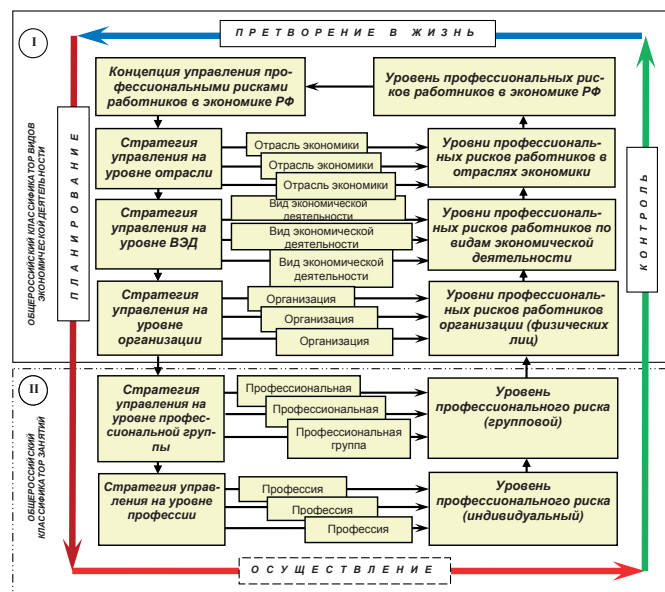 I
П Р Е Т В О Р Е Н И Е В Ж И З Н Ь
ОБЩЕРОССИЙСКИЙ КЛАССИФИКАТОР ВИДОВ
ЭКОНОМИЧЕСКОЙ ДЕЯТЕЛЬНОСТИ
П Л А Н И Р О В А Н И Е
Концепция управления про-
фессиональными рисками
работников в экономике РФ
Уровень профессиональных рис-
ков работников в экономике РФ
Стратегия
управления на
уровне отрасли
Отрасль экономики
Отрасль экономики
Отрасль экономики
Уровни профессиональ-
ных рисков работников в
отраслях экономики
Стратегия
управления на
уровне ВЭД
Вид экономической
деятельности
Вид экономической
деятельности
Вид экономической
деятельности
Уровни профессиональ-
ных рисков работников по
видам экономической
деятельности
Стратегия
управления на
уровне
организации
Организация
Организация
Организация
Уровни профессиональ-
ных рисков работников
организации (физических
лиц)
К О Н Т Р О Л Ь
II
ОБЩЕРОССИЙСКИЙ
КЛАССИФИКАТОР ЗАНЯТИЙ
Стратегия
управления на
уровне профес-
сиональной груп-
пы
Профессиональная
Профессиональная
Профессиональная
группа
Уровень
профессионального риска
(групповой)
Стратегия управ-
ления на уровне
профессии
Профессия
Профессия
Профессия
Уровень
профессионального риска
(индивидуальный)
О С У Щ Е С Т В Л Е Н И Е